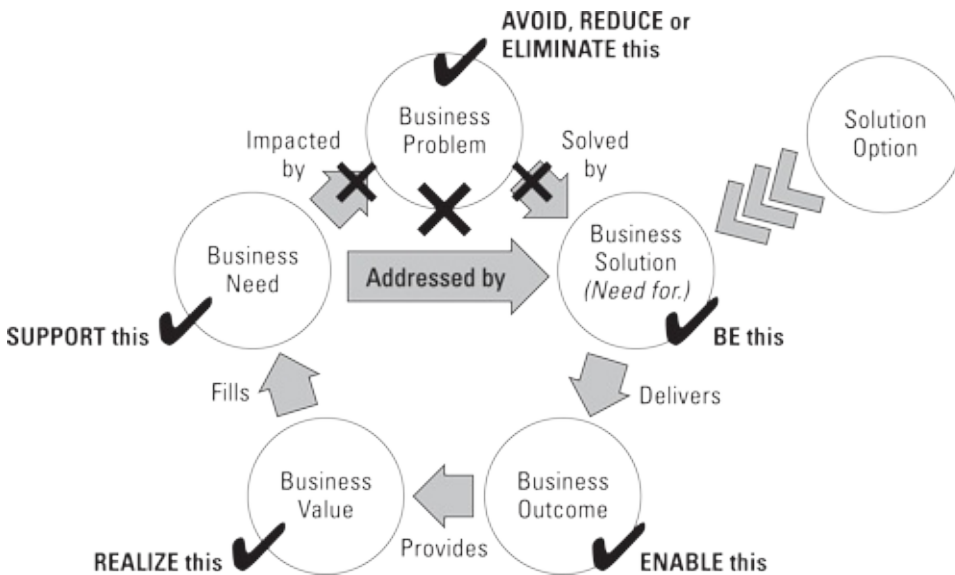 AVOID, REDUCE or
ELIMINATE this
Business
Problem
Solution
Option
Impacted
by
Solved
by
Business
Need
Addressed by
Business
Solution
(Need for.)
SUPPORT this
BE this
Fills
Delivers
Business
Value
Business
Outcome
Provides
REALIZE this
ENABLE this